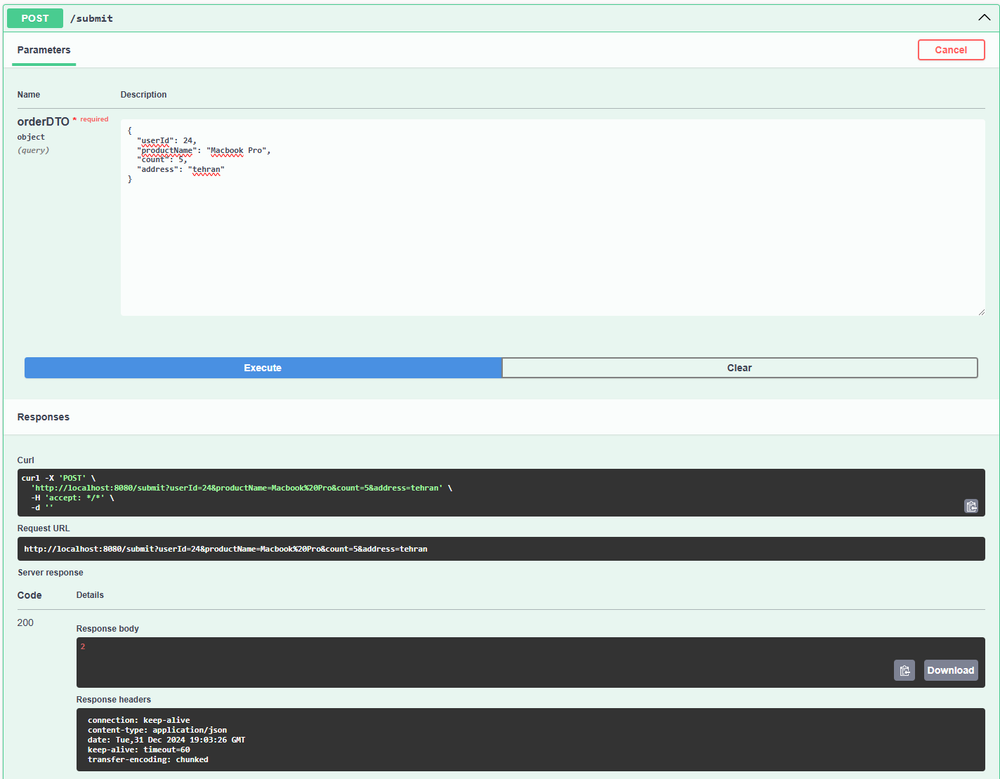 POST /submit
Parameters
Cancel
Name Description
orderDTO * required
object
(query)
{
"userId": 24,
"productName": "Macbook Pro",
"count": 5,
"address": "tehran"
}
Execute Clear
Responses
Curl
curl -X 'POST' \
'http://localhost:8080/submit?userId=24&productName=Macbook%20Pro&count=5&address=tehran' \
-H 'accept: */*' \
-d ''
Request URL
http://localhost:8080/submit?userId=24&productName=Macbook%20Pro&count=5&address=tehran
Server response
Code Details
200
Response body
2
Download
Response headers
connection: keep-alive
content-type: application/json
date: Tue,31 Dec 2024 19:03:26 GMT
keep-alive: timeout=60
transfer-encoding: chunked